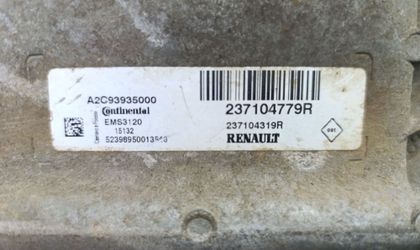 A2C93935000
Continental
EMS3120
15132
237104779R
237104319R
RENAULT